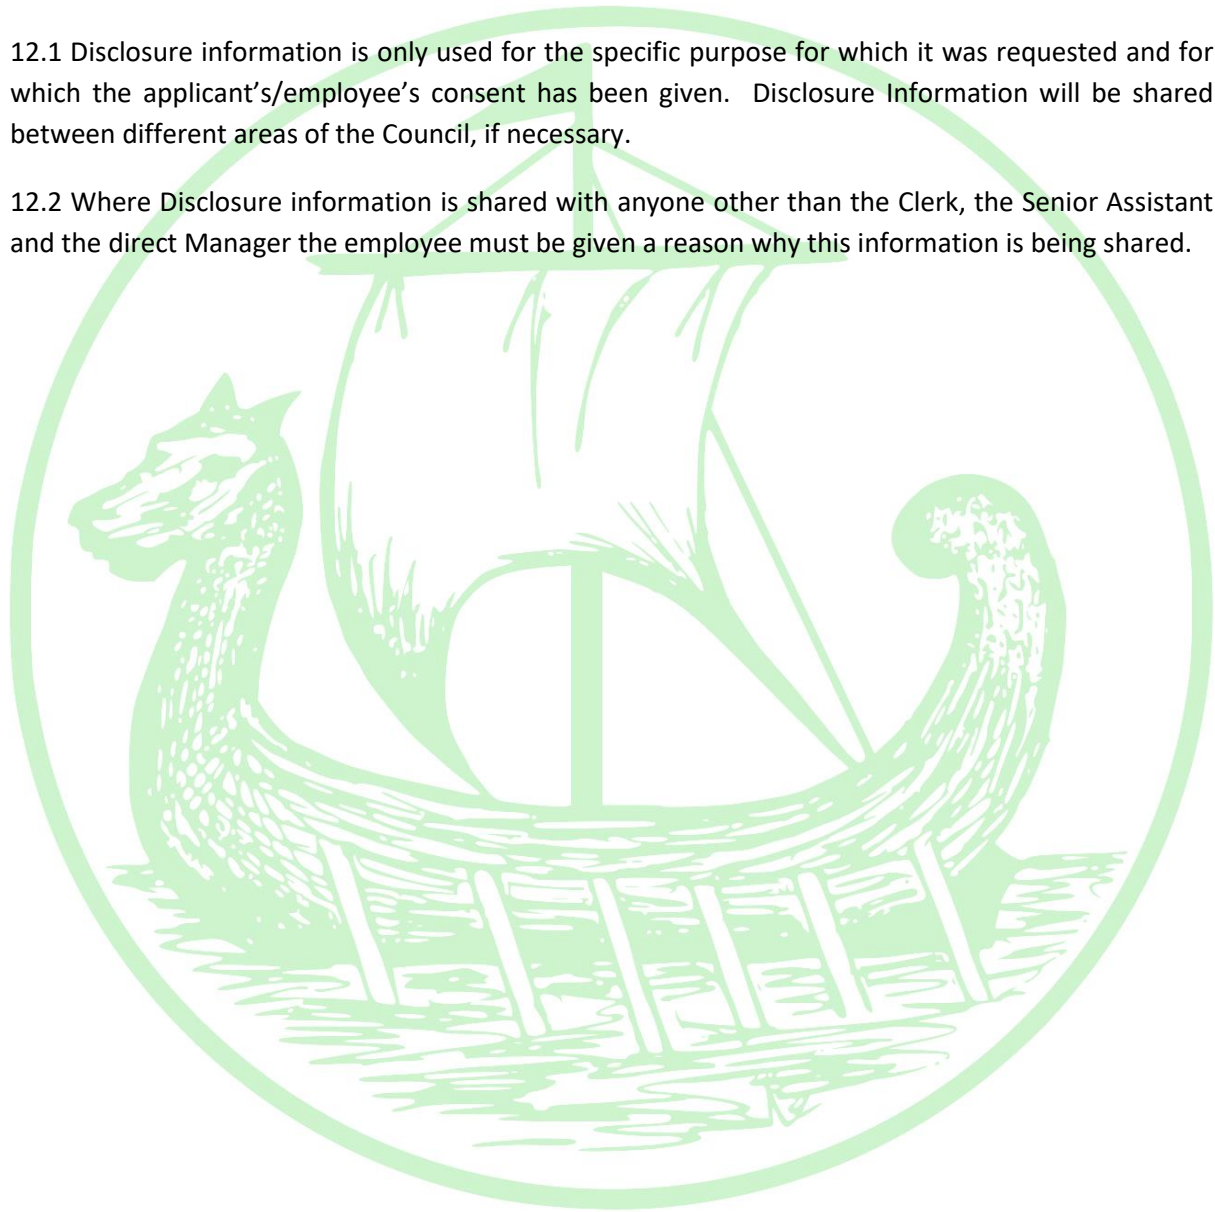 12.1 Disclosure information is only used for the specific purpose for which it was requested and for
which the applicant’s/employee’s consent has been given.  Disclosure Information will be shared
between different areas of the Council, if necessary.
12.2 Where Disclosure information is shared with anyone other than the Clerk, the Senior Assistant
and the direct Manager the employee must be given a reason why this information is being shared.